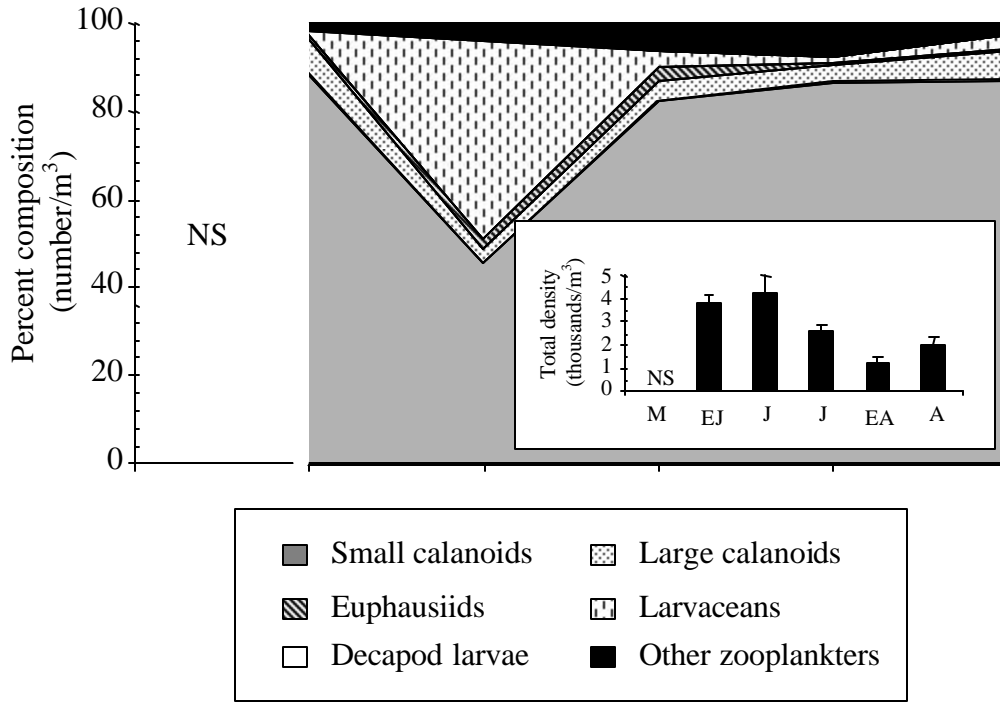 100
80
60
40
20
0
Percent composition
(number/m³)
NS
Total density
(thousands/m³)
5
4
3
2
1
0
NS
M EJ J J EA A
Small calanoids Large calanoids
Euphausiids Larvaceans
Decapod larvae Other zooplankters